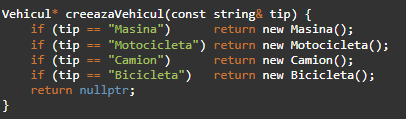 Vehicul* creeazaVehicul(const string& tip) {
    if (tip == "Masina")      return new Masina();
    if (tip == "Motocicleta") return new Motocicleta();
    if (tip == "Camion")      return new Camion();
    if (tip == "Bicicleta")   return new Bicicleta();
    return nullptr;
}